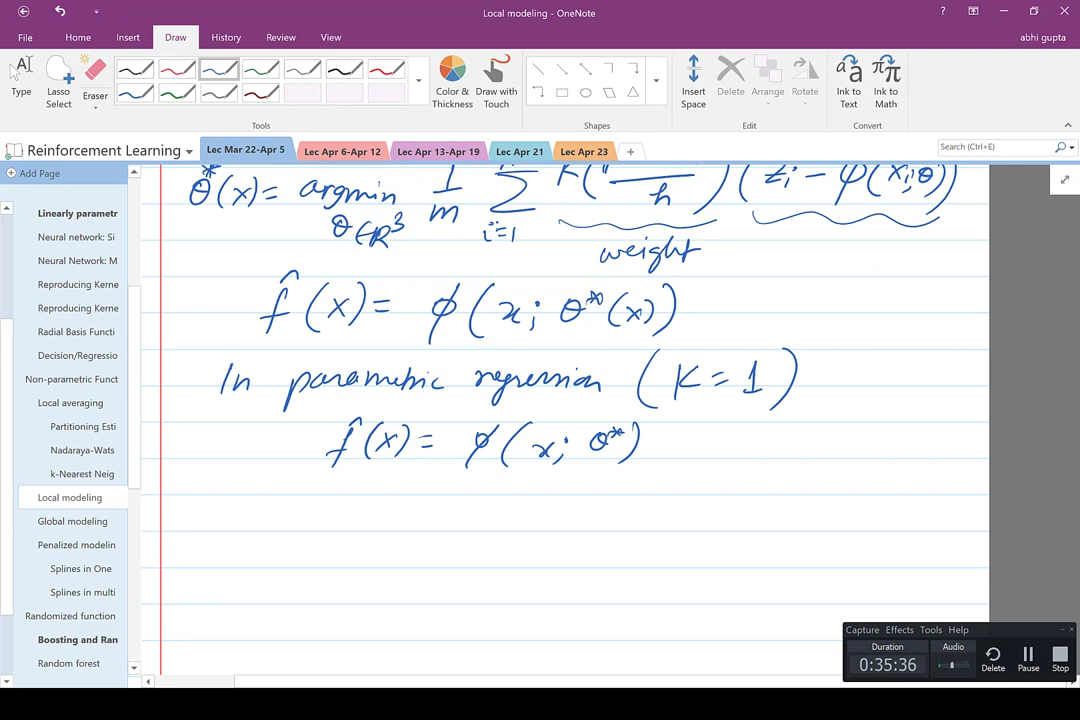 Local modeling - OneNote
?
File Home Insert Draw History Review View
abhi gupta
Type
Lasso Select
Eraser
Color & Thickness
Draw with Touch
Insert Space
Delete
Arrange
Rotate
Ink to Text
Ink to Math
Tools
Shapes
Edit
Convert
Reinforcement Learning
Lec Mar 22-Apr 5
Lec Apr 6-Apr 12
Lec Apr 13-Apr 19
Lec Apr 21
Lec Apr 23
Search (Ctrl+E)
Add Page
Linearly parametr
Neural network: Si
Neural Network: M
Reproducing Kerne
Reproducing Kerne
Radial Basis Functi
Decision/Regressio
Non-parametric Funct
Local averaging
Partitioning Esti
Nadaraya-Wats
k-Nearest Neig
Local modeling
Global modeling
Penalized modelin
Splines in One
Splines in multi
Randomized function
Boosting and Ran
Random forest
θ*(x) = argmin 1/m Σ K( /h) (zi - φ(xi;θ))
θ∈R³ i=1
weight
f̂(x) = φ(x; θ*(x))
In parametric regression (K = 1)
f̂(x) = φ(x; θ*)
Capture Effects Tools Help
Duration
0:35:36
Audio
Delete
Pause
Stop